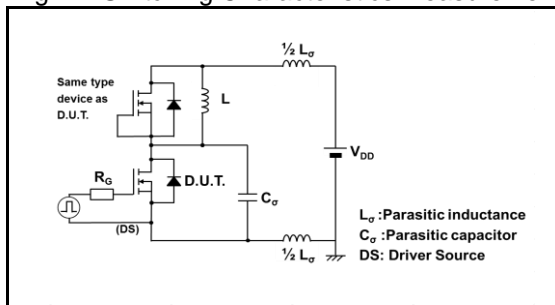 ½ Lσ
Same type
device as
D.U.T.
L
VDD
RG
D.U.T.
Cσ
(DS)
½ Lσ
Lσ :Parasitic inductance
Cσ :Parasitic capacitor
DS: Driver Source